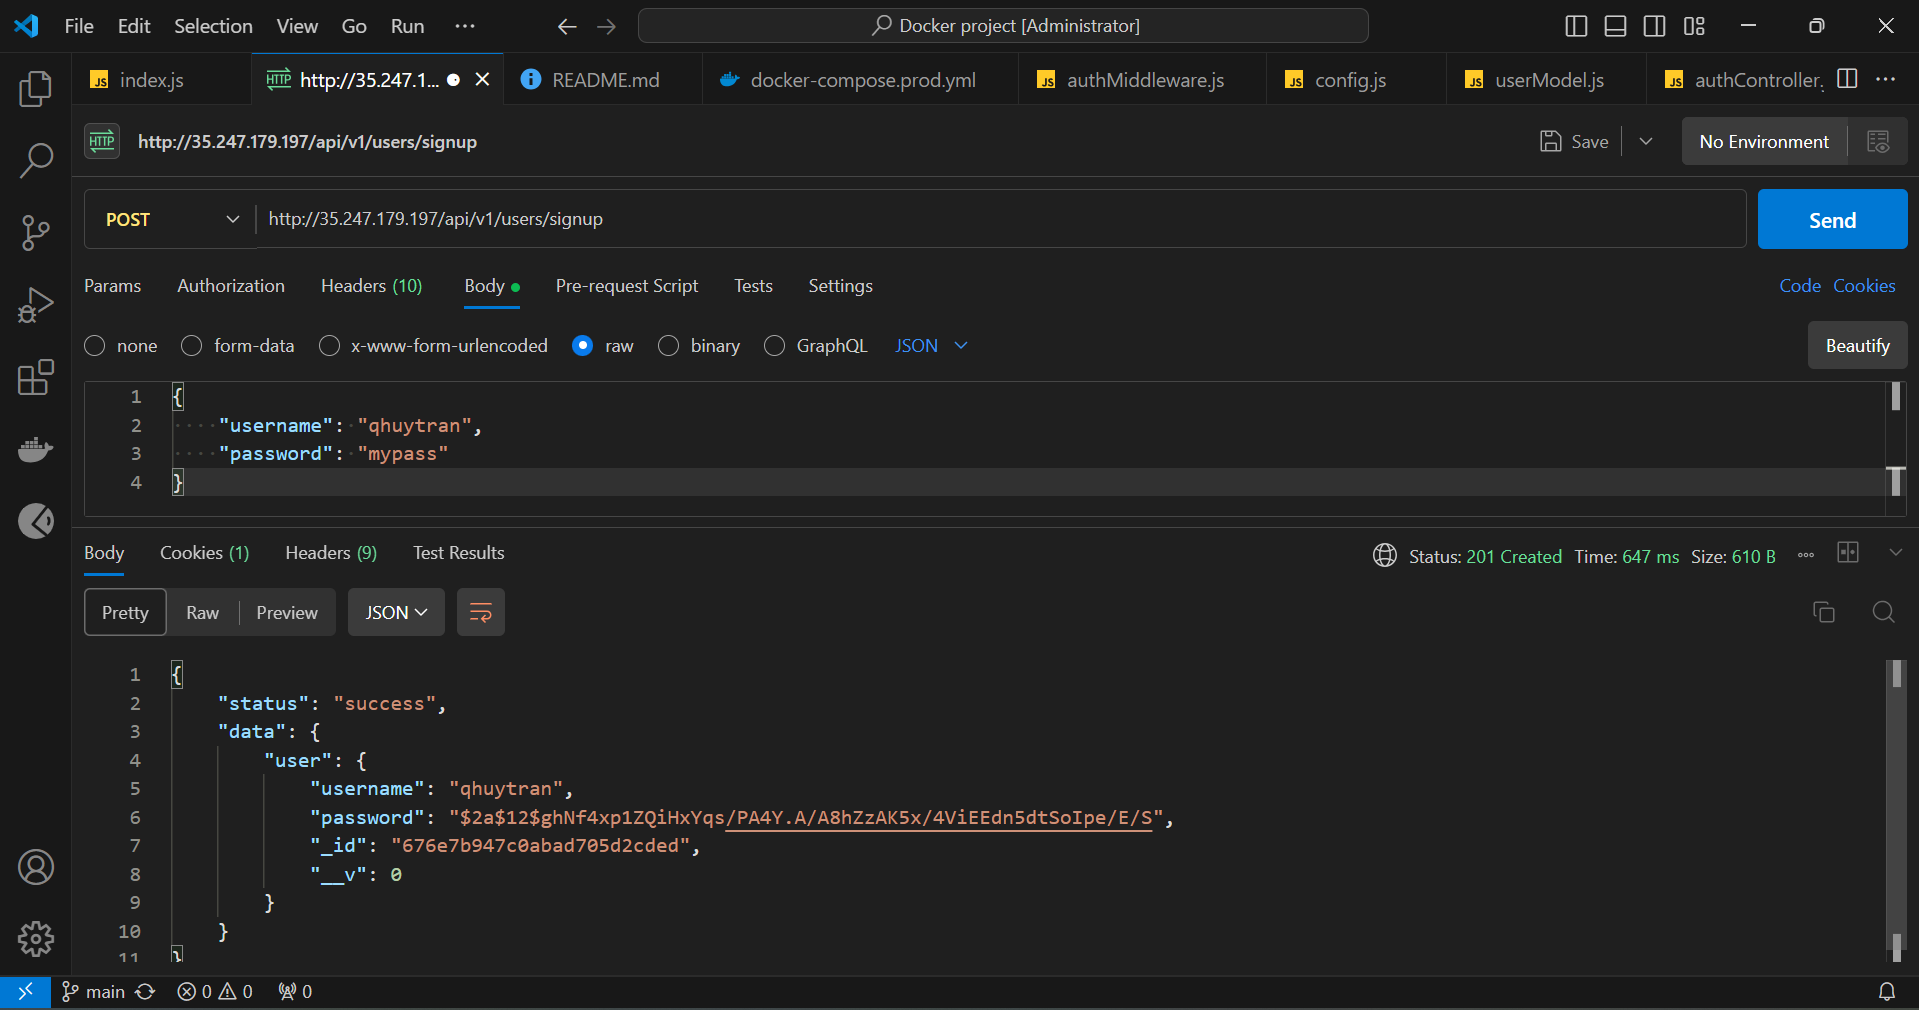 File Edit Selection View Go Run ··· Docker project [Administrator]
index.js http://35.247.1... README.md docker-compose.prod.yml authMiddleware.js config.js userModel.js authController.
HTTP http://35.247.179.197/api/v1/users/signup Save No Environment
POST http://35.247.179.197/api/v1/users/signup Send
Params Authorization Headers (10) Body Pre-request Script Tests Settings Code Cookies
none form-data x-www-form-urlencoded raw binary GraphQL JSON Beautify
1 {
2 "username": "qhuytran",
3 "password": "mypass"
4 }
Body Cookies (1) Headers (9) Test Results Status: 201 Created Time: 647 ms Size: 610 B
Pretty Raw Preview JSON
1 {
2 "status": "success",
3 "data": {
4 "user": {
5 "username": "qhuytran",
6 "password": "$2a$12$ghNf4xp1ZQiHxYqs/PA4Y.A/A8hZzAK5x/4ViEEdn5dtSoIpe/E/S",
7 "_id": "676e7b947c0abad705d2cded",
8 "__v": 0
9 }
10 }
11 }
main 0 0 0